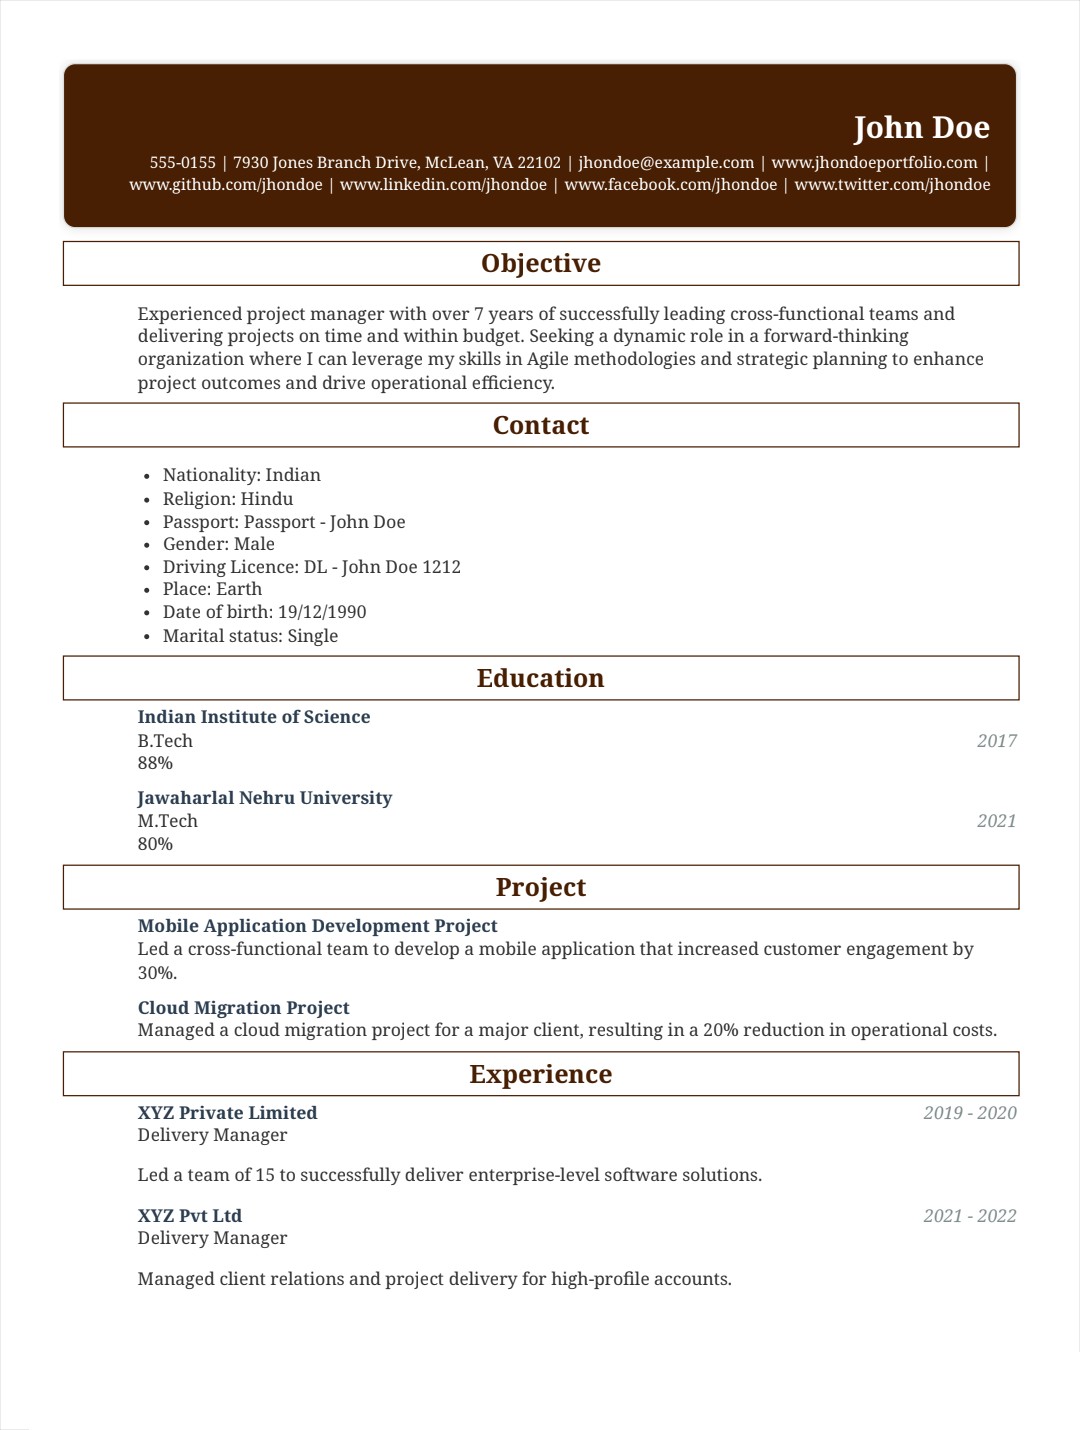 John Doe
555-0155 | 7930 Jones Branch Drive, McLean, VA 22102 | jhondoe@example.com | www.jhondoeportfolio.com |
www.github.com/jhondoe | www.linkedin.com/jhondoe | www.facebook.com/jhondoe | www.twitter.com/jhondoe
Objective
Experienced project manager with over 7 years of successfully leading cross-functional teams and
delivering projects on time and within budget. Seeking a dynamic role in a forward-thinking
organization where I can leverage my skills in Agile methodologies and strategic planning to enhance
project outcomes and drive operational efficiency.
Contact
• Nationality: Indian
• Religion: Hindu
• Passport: Passport - John Doe
• Gender: Male
• Driving Licence: DL - John Doe 1212
• Place: Earth
• Date of birth: 19/12/1990
• Marital status: Single
Education
Indian Institute of Science
B.Tech 2017
88%
Jawaharlal Nehru University
M.Tech 2021
80%
Project
Mobile Application Development Project
Led a cross-functional team to develop a mobile application that increased customer engagement by
30%.
Cloud Migration Project
Managed a cloud migration project for a major client, resulting in a 20% reduction in operational costs.
Experience
XYZ Private Limited 2019 - 2020
Delivery Manager
Led a team of 15 to successfully deliver enterprise-level software solutions.
XYZ Pvt Ltd 2021 - 2022
Delivery Manager
Managed client relations and project delivery for high-profile accounts.